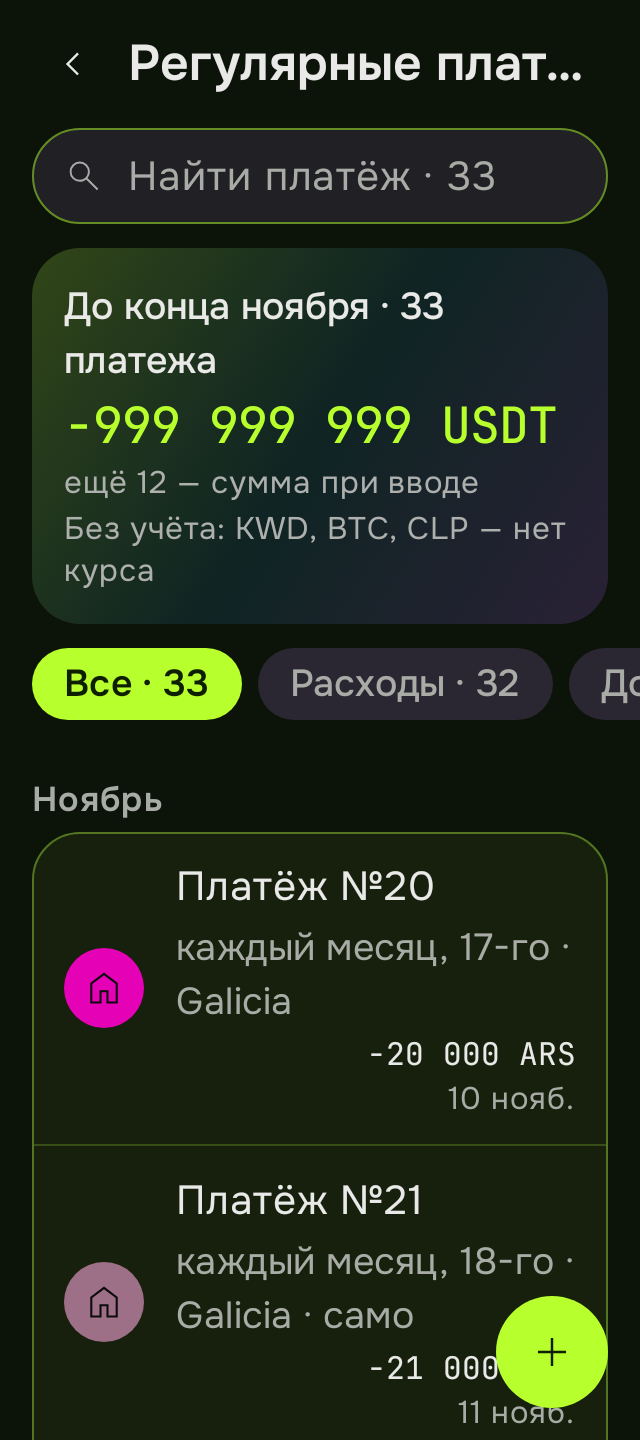 Регулярные плат...
Найти платёж · 33
До конца ноября · 33
платежа
-999 999 999 USDT
ещё 12 — сумма при вводе
Без учёта: KWD, BTC, CLP — нет
курса
Все · 33
Расходы · 32
До
Ноябрь
Платёж №20
каждый месяц, 17-го ·
Galicia
-20 000 ARS
10 нояб.
Платёж №21
каждый месяц, 18-го ·
Galicia · само
-21 000
11 нояб.